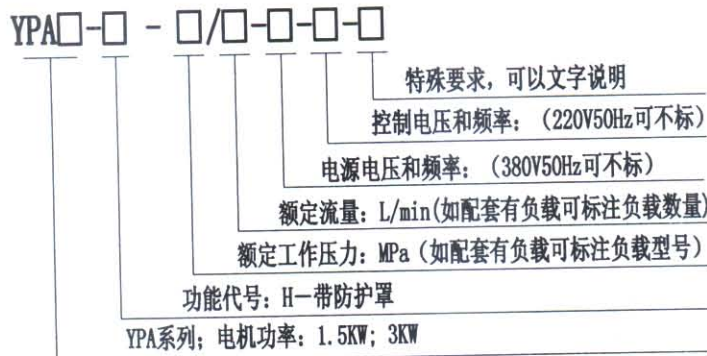 YPA□-□ - □/□-□-□-□
特殊要求，可以文字说明
控制电压和频率：（220V50Hz可不标）
电源电压和频率：（380V50Hz可不标）
额定流量：L/min(如配套有负载可标注负载数量)
额定工作压力：MPa（如配套有负载可标注负载型号）
功能代号：H—带防护罩
YPA系列；电机功率：1.5KW；3KW